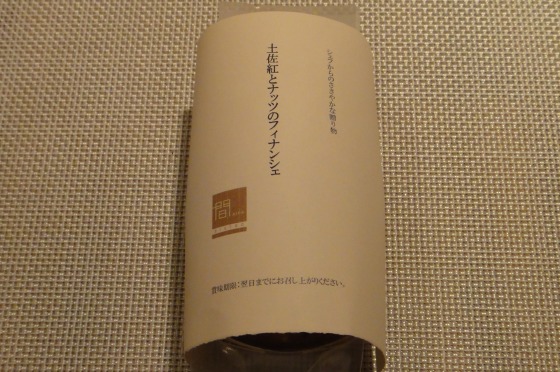 シェフからのささやかな贈り物
土佐紅とナッツのフィナンシェ
間
賞味期限:翌日までにお召し上がりください。